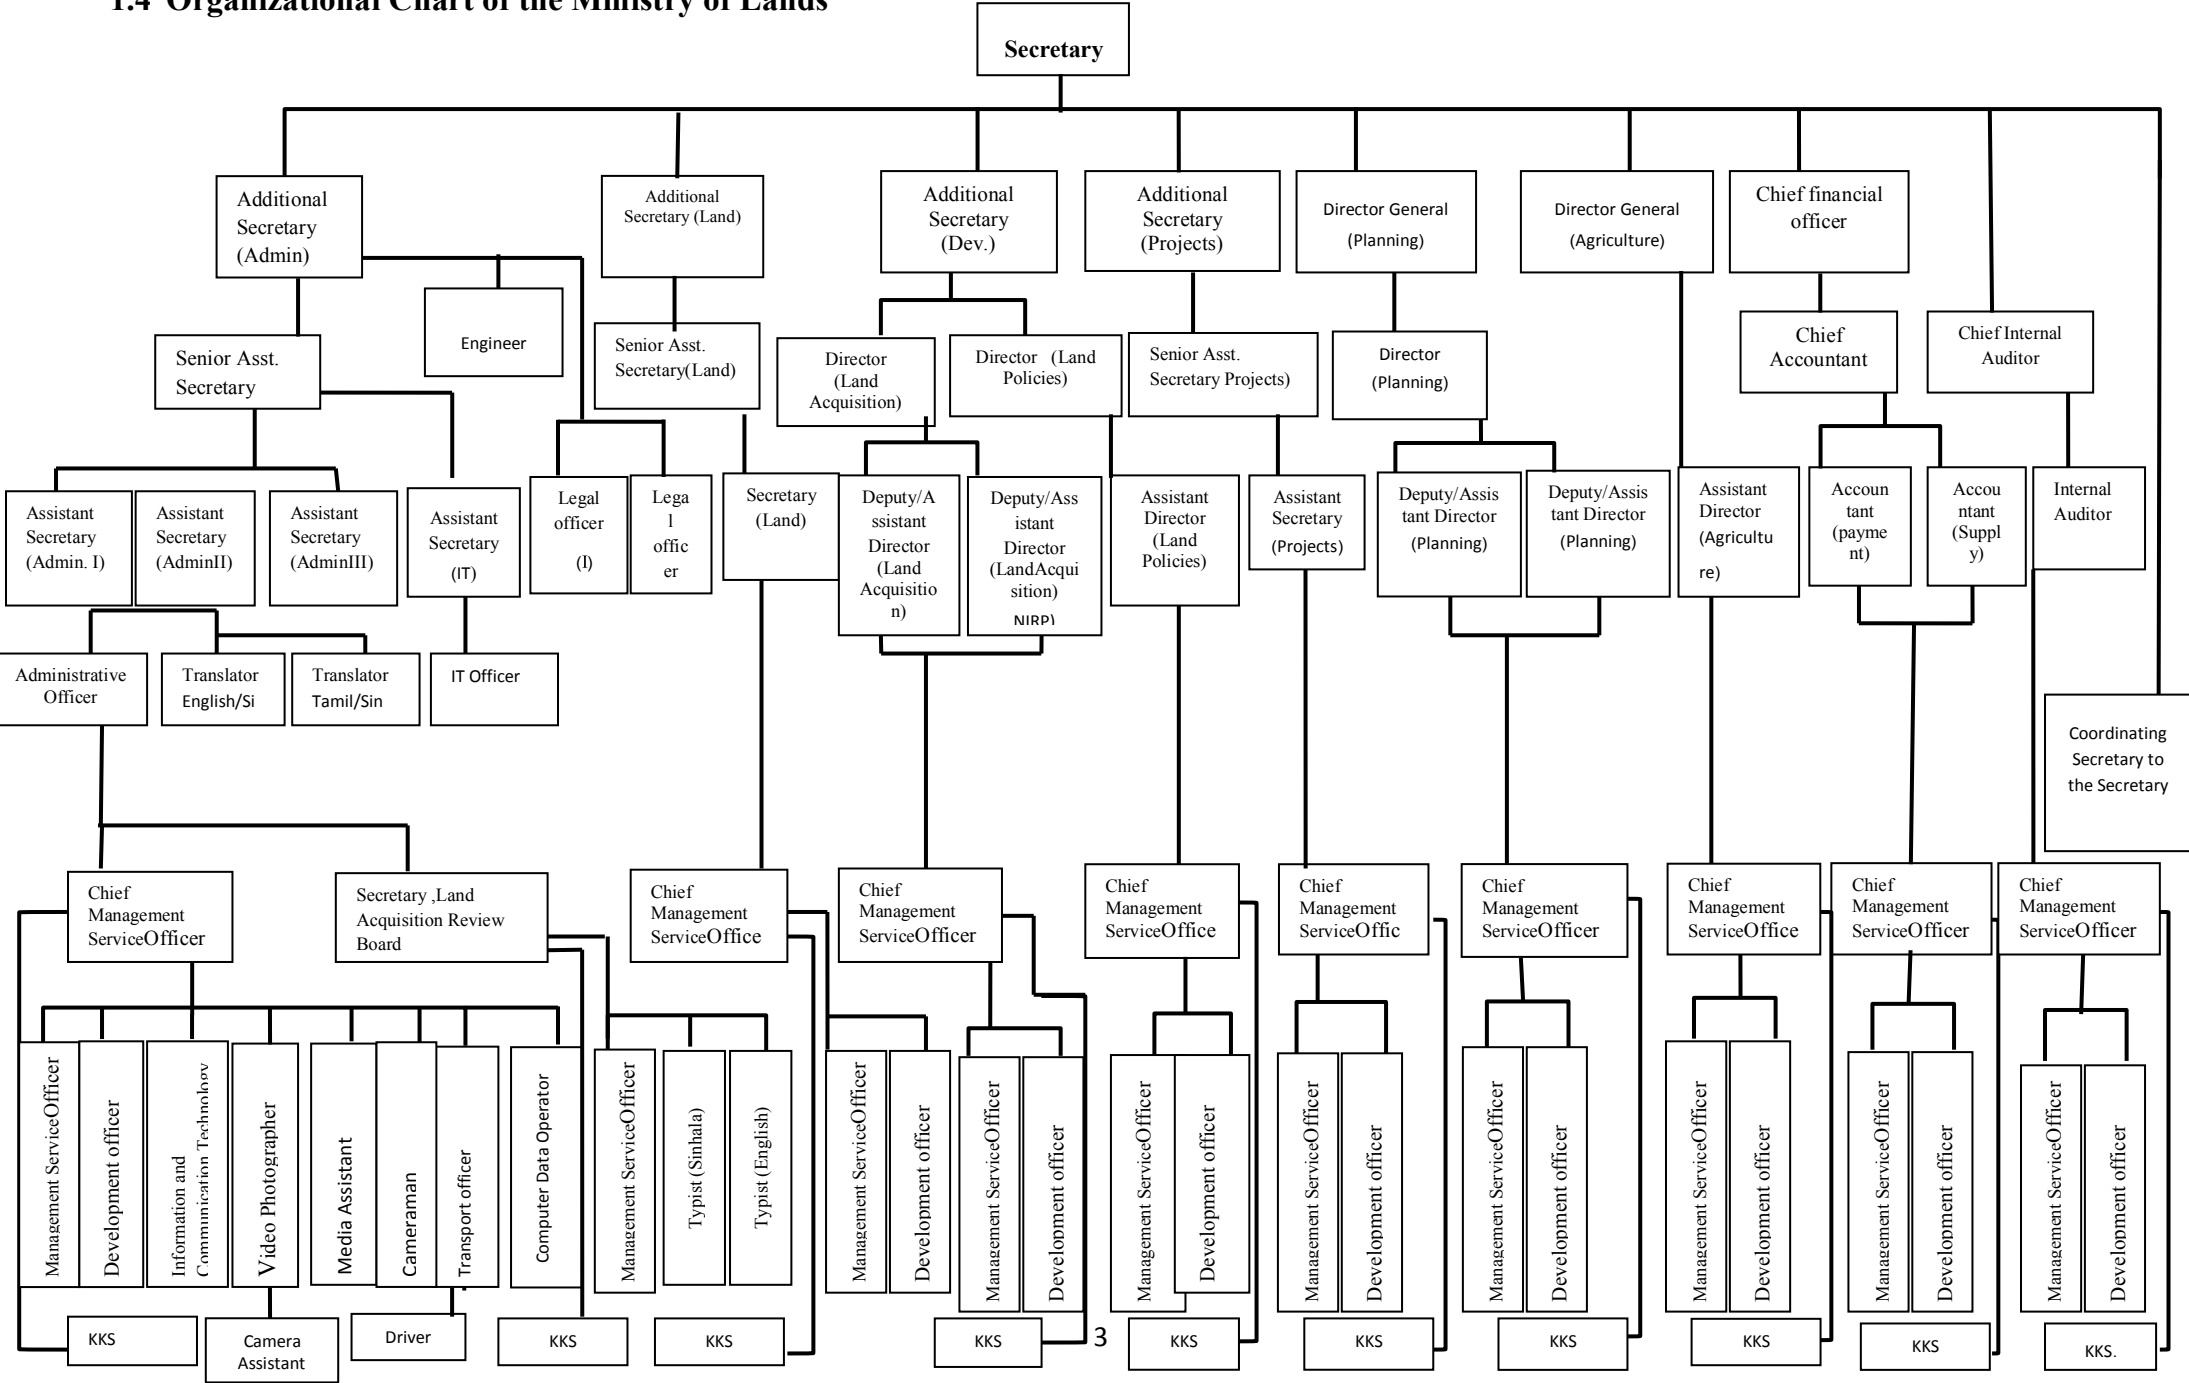 1.4 Organizational Chart of the Ministry of Lands
Secretary
Additional
Secretary
(Admin)
Additional
Secretary (Land)
Additional
Secretary
(Dev.)
Additional
Secretary
(Projects)
Director General
(Planning)
Director General
(Agriculture)
Chief financial
officer
Engineer
Senior Asst.
Secretary
Senior Asst.
Secretary(Land)
Director
(Land
Acquisition)
Director (Land
Policies)
Senior Asst.
Secretary Projects)
Director
(Planning)
Chief
Accountant
Chief Internal
Auditor
Assistant
Secretary
(Admin. I)
Assistant
Secretary
(AdminII)
Assistant
Secretary
(AdminIII)
Assistant
Secretary
(IT)
Legal
officer
(I)
Lega
l
offic
er
Secretary
(Land)
Deputy/A
ssistant
Director
(Land
Acquisitio
n)
Deputy/Ass
istant
Director
(LandAcqui
sition)
NIRP)
Assistant
Director
(Land
Policies)
Assistant
Secretary
(Projects)
Deputy/Assis
tant Director
(Planning)
Deputy/Assis
tant Director
(Planning)
Assistant
Director
(Agricultu
re)
Accoun
tant
(payme
nt)
Accou
ntant
(Suppl
y)
Internal
Auditor
Administrative
Officer
Translator
English/Si
Translator
Tamil/Sin
IT Officer
Coordinating
Secretary to
the Secretary
Chief
Management
ServiceOfficer
Secretary ,Land
Acquisition Review
Board
Chief
Management
ServiceOffice
Chief
Management
ServiceOfficer
Chief
Management
ServiceOffice
Chief
Management
ServiceOffic
Chief
Management
ServiceOfficer
Chief
Management
ServiceOffice
Chief
Management
ServiceOfficer
Chief
Management
ServiceOfficer
Management ServiceOfficer
Development officer
Information and
Communication Technology
Video Photographer
Media Assistant
Cameraman
Transport officer
Computer Data Operator
Management ServiceOfficer
Typist (Sinhala)
Typist (English)
Management ServiceOfficer
Development officer
Management ServiceOfficer
Development officer
Management ServiceOfficer
Development officer
Management ServiceOfficer
Development officer
Management ServiceOfficer
Development officer
Management ServiceOfficer
Development officer
Management ServiceOfficer
Development officer
Management ServiceOfficer
Development officer
KKS
Camera
Assistant
Driver
KKS
KKS
KKS
3
KKS
KKS
KKS
KKS
KKS
KKS.